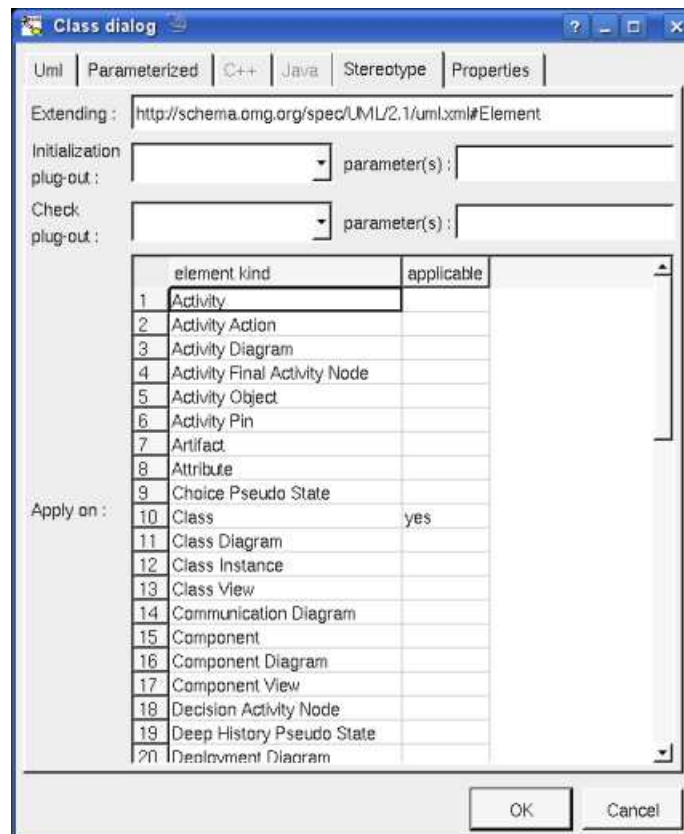 Class dialog
Uml Parameterized C++ Java Stereotype Properties
Extending : http://schema.omg.org/spec/UML/2.1/uml.xml#Element
Initialization plug-out : parameter(s) :
Check plug-out : parameter(s) :
element kind applicable
Apply on :
1 Activity
2 Activity Action
3 Activity Diagram
4 Activity Final Activity Node
5 Activity Object
6 Activity Pin
7 Artifact
8 Attribute
9 Choice Pseudo State
10 Class yes
11 Class Diagram
12 Class Instance
13 Class View
14 Communication Diagram
15 Component
16 Component Diagram
17 Component View
18 Decision Activity Node
19 Deep History Pseudo State
20 Deployment Diagram
OK Cancel